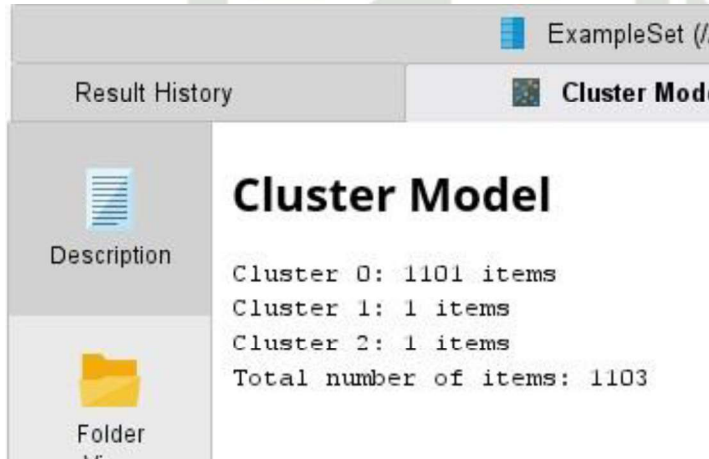 ExampleSet (//
Result History
Cluster Mod
Cluster Model
Description
Cluster 0: 1101 items
Cluster 1: 1 items
Cluster 2: 1 items
Total number of items: 1103
Folder